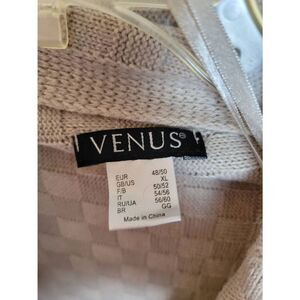 VENUS®
EUR 48/50
GB/US XL
F/B 50/52
IT 54/56
RU/UA 56/60
BR GG
Made in China